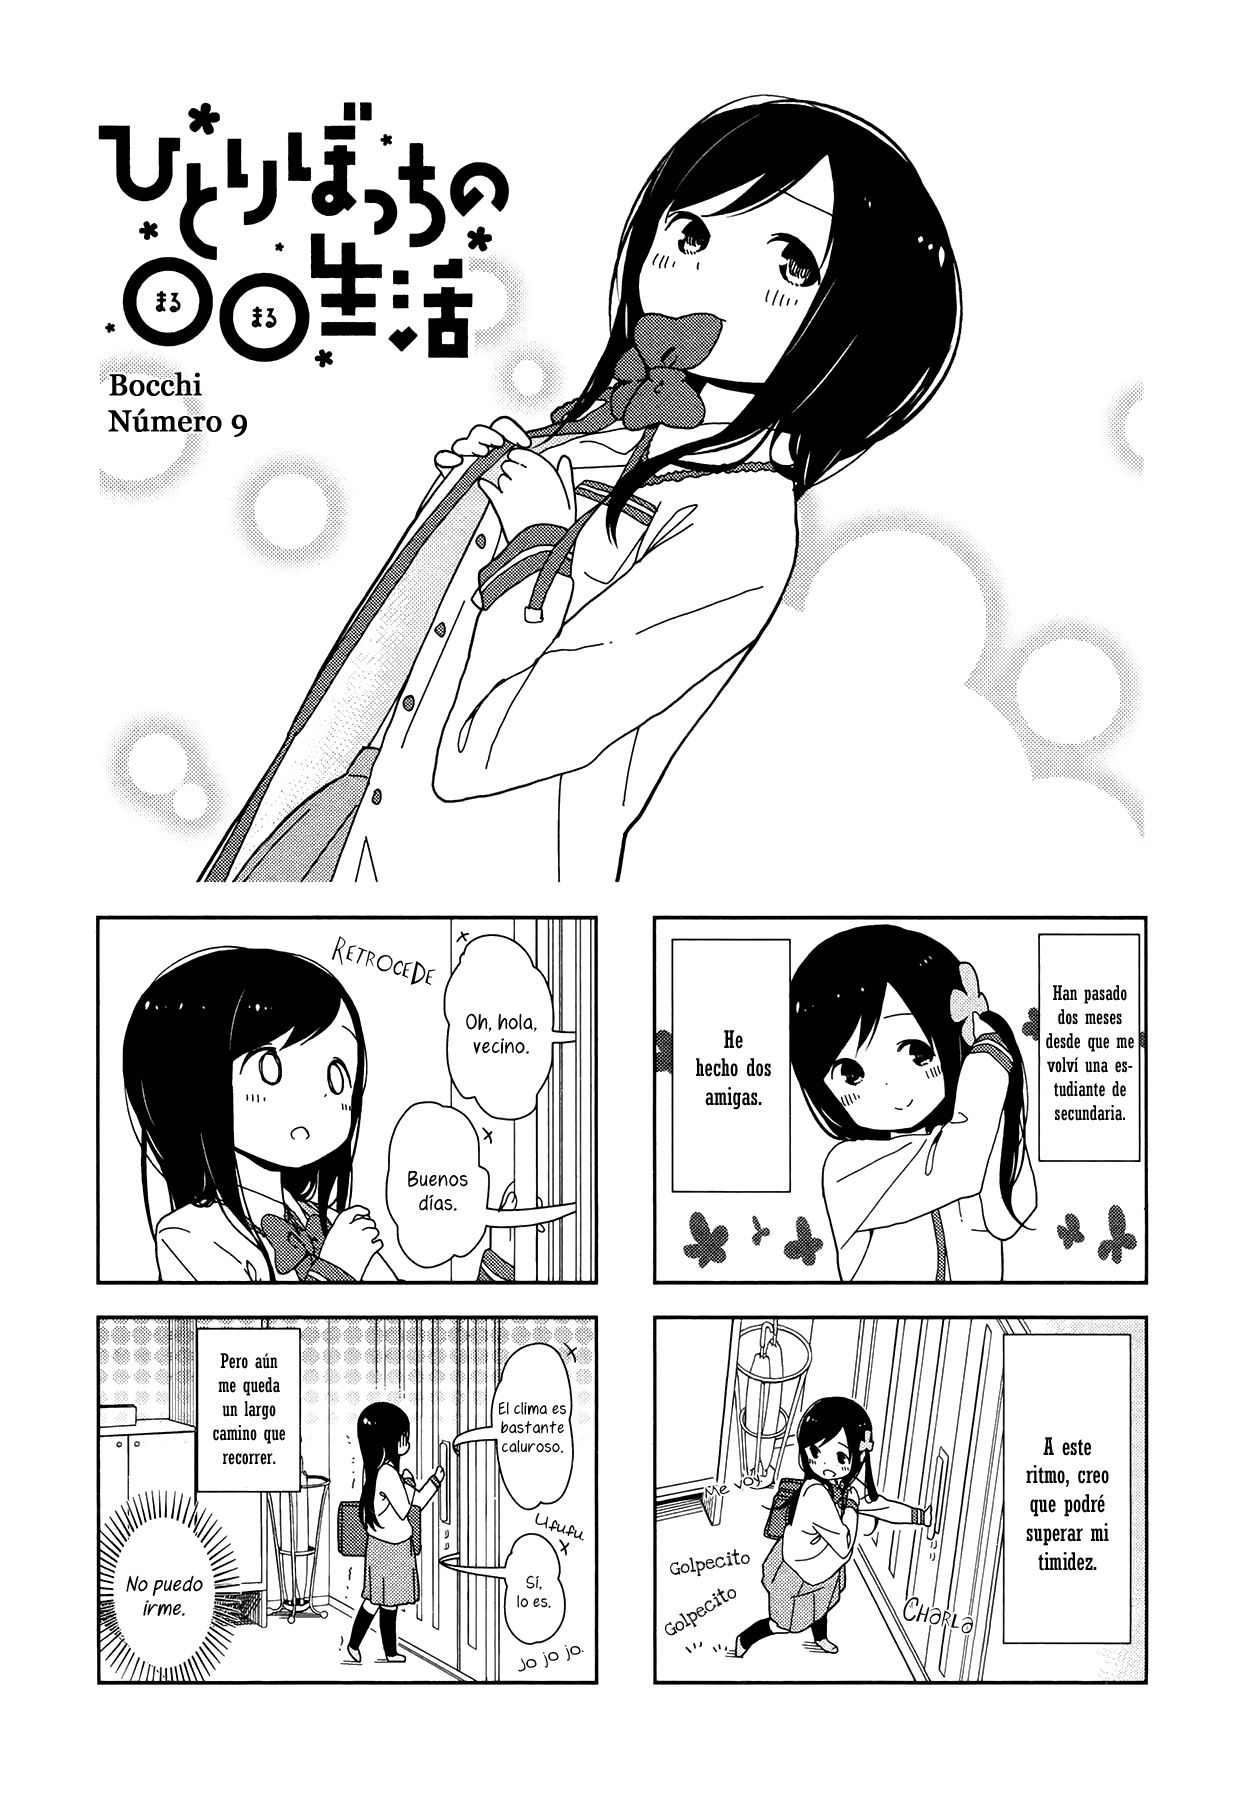 ひとりぼっちの
○○生活
まる
まる
Bocchi
Número 9
Han pasado
dos meses
desde que me
volví una es-
tudiante de
secundaria.
He
hecho dos
amigas.
A este
ritmo, creo
que podré
superar mi
timidez.
Me voy.
Golpecito
Golpecito
Charla
Retrocede
Oh, hola,
vecino.
Buenos
días.
El clima es
bastante
caluroso.
Ufufu.
Sí,
lo es.
Jo jo jo.
Pero aún
me queda
un largo
camino que
recorrer.
No puedo
irme.